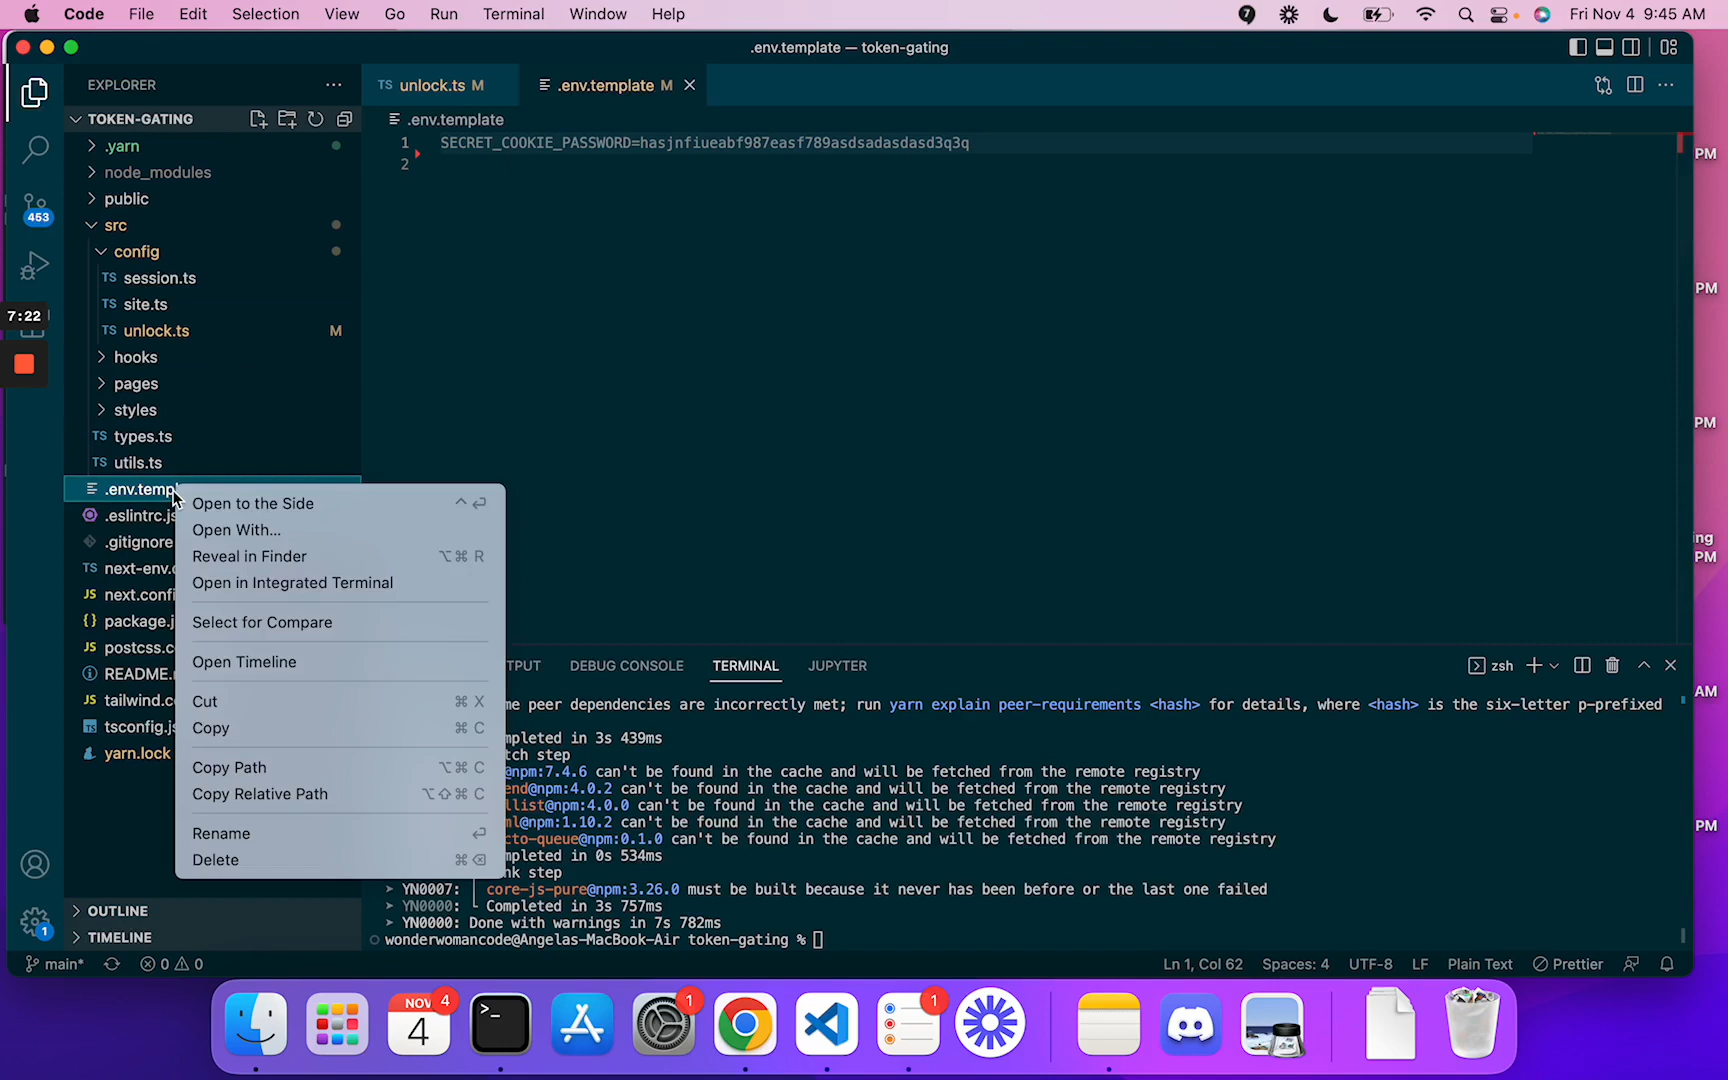 Code File Edit Selection View Go Run Terminal Window Help
7
Fri Nov 4 9:45 AM
.env.template — token-gating
EXPLORER
TS unlock.ts M
.env.template M
TOKEN-GATING
.env.template
.yarn
node_modules
public
src
config
TS session.ts
TS site.ts
TS unlock.ts M
hooks
pages
styles
TS types.ts
TS utils.ts
.env.temp
.eslintrc.js
.gitignore
TS next-env.
JS next.confi
{} package.j
JS postcss.c
README.
JS tailwind.c
tsconfig.js
yarn.lock
OUTLINE
TIMELINE
453
7:22
1
1 SECRET_COOKIE_PASSWORD=hasjnfiueabf987easf789asdsadasdasd3q3q
2
Open to the Side ^ ⏎
Open With...
Reveal in Finder ⌥⌘ R
Open in Integrated Terminal
Select for Compare
Open Timeline
Cut ⌘ X
Copy ⌘ C
Copy Path ⌥⌘ C
Copy Relative Path ⌥⇧⌘ C
Rename ⏎
Delete ⌘⌫
TPUT DEBUG CONSOLE TERMINAL JUPYTER
zsh
me peer dependencies are incorrectly met; run yarn explain peer-requirements <hash> for details, where <hash> is the six-letter p-prefixed
mpleted in 3s 439ms
tch step
@npm:7.4.6 can't be found in the cache and will be fetched from the remote registry
end@npm:4.0.2 can't be found in the cache and will be fetched from the remote registry
llist@npm:4.0.0 can't be found in the cache and will be fetched from the remote registry
ml@npm:1.10.2 can't be found in the cache and will be fetched from the remote registry
cto-queue@npm:0.1.0 can't be found in the cache and will be fetched from the remote registry
mpleted in 0s 534ms
nk step
➤ YN0007: │ core-js-pure@npm:3.26.0 must be built because it never has been before or the last one failed
➤ YN0000: └ Completed in 3s 757ms
➤ YN0000: Done with warnings in 7s 782ms
wonderwomancode@Angelas-MacBook-Air token-gating %
main* 0 0
Ln 1, Col 62 Spaces: 4 UTF-8 LF Plain Text Prettier
PM
PM
PM
ing
PM
AM
PM
NOV 4
4
>_
1
1